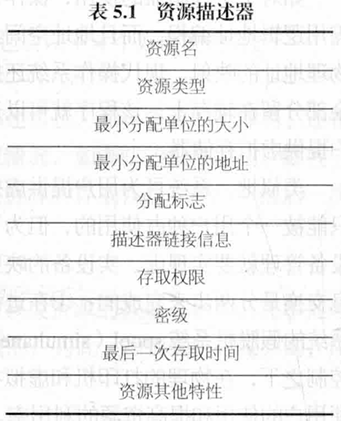 表 5.1 资源描述器
资源名
资源类型
最小分配单位的大小
最小分配单位的地址
分配标志
描述器链接信息
存取权限
密级
最后一次存取时间
资源其他特性